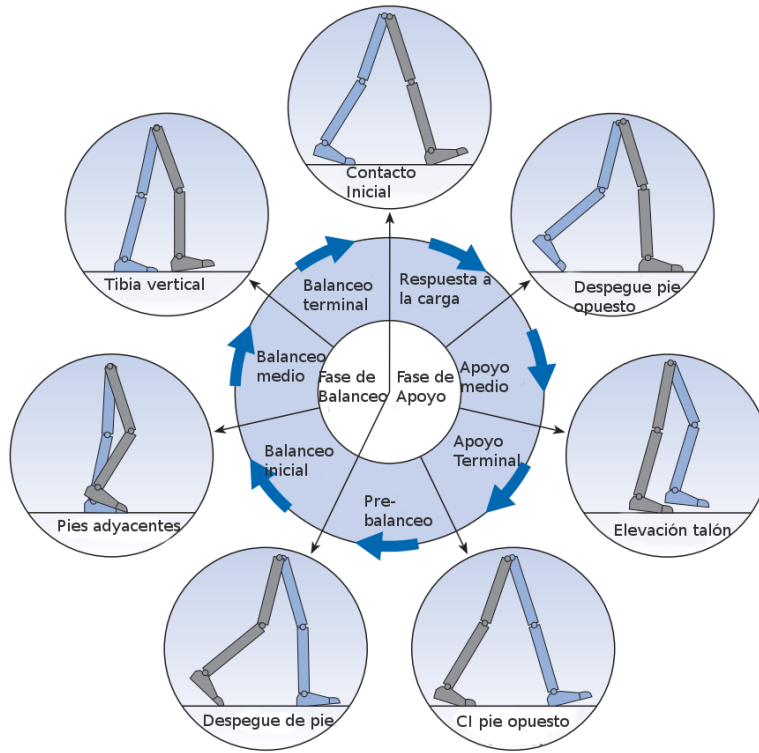 Contacto
Inicial
Tibia vertical
Despegue pie
opuesto
Balanceo
terminal
Respuesta a
la carga
Balanceo
medio
Fase de
Balanceo
Fase de
Apoyo
Apoyo
medio
Balanceo
inicial
Apoyo
Terminal
Pre-
balanceo
Pies adyacentes
Elevación talón
Despegue de pie
CI pie opuesto